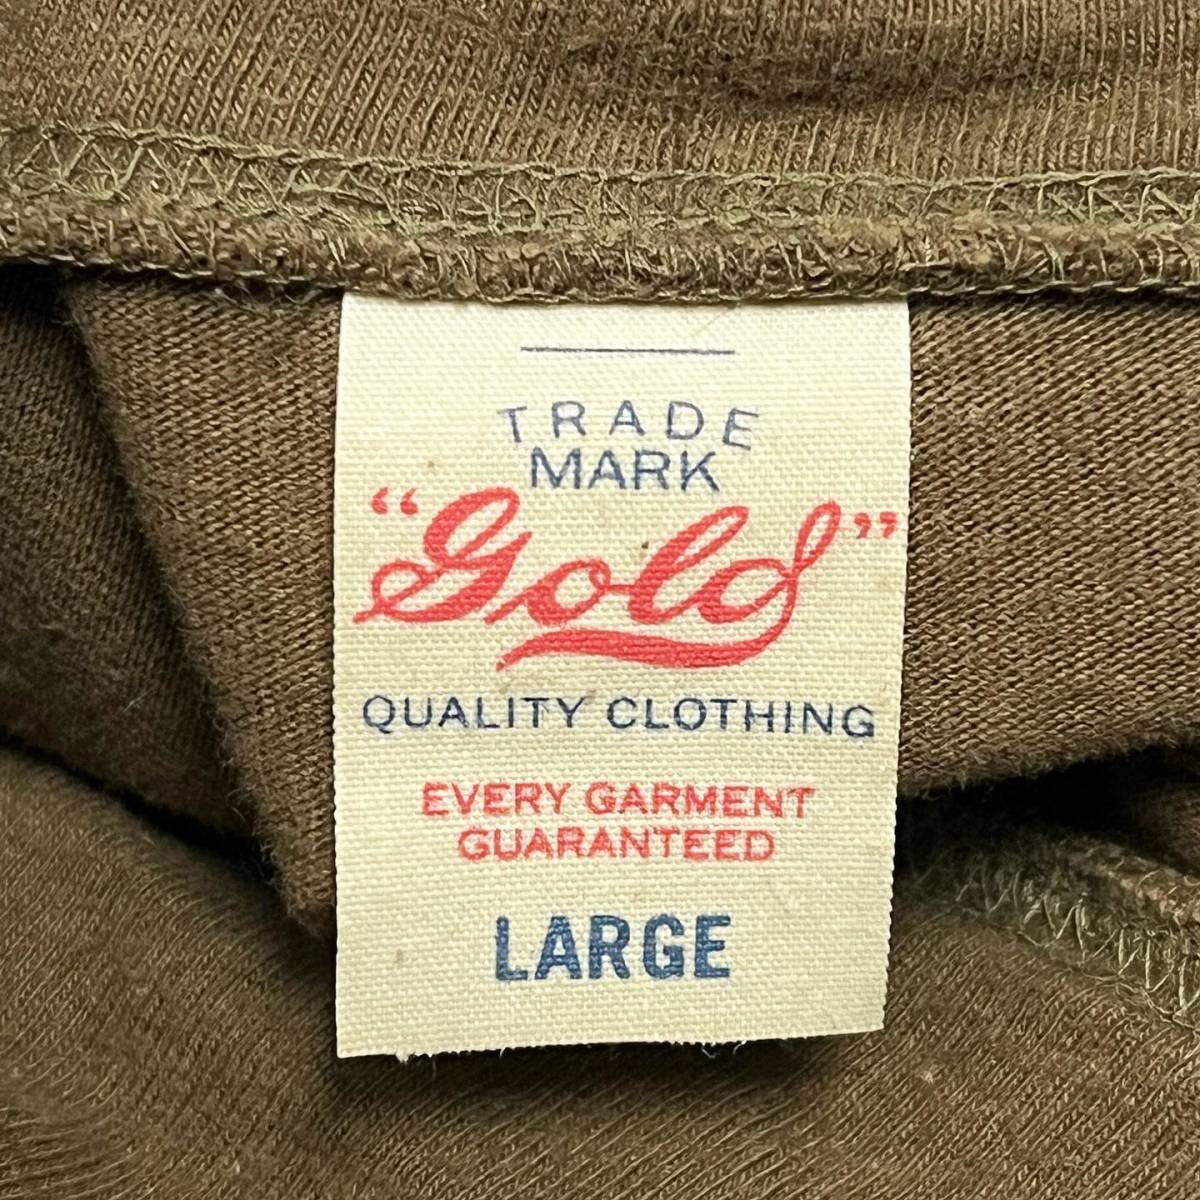 TRADE
MARK
"Gold"
QUALITY CLOTHING
EVERY GARMENT
GUARANTEED
LARGE